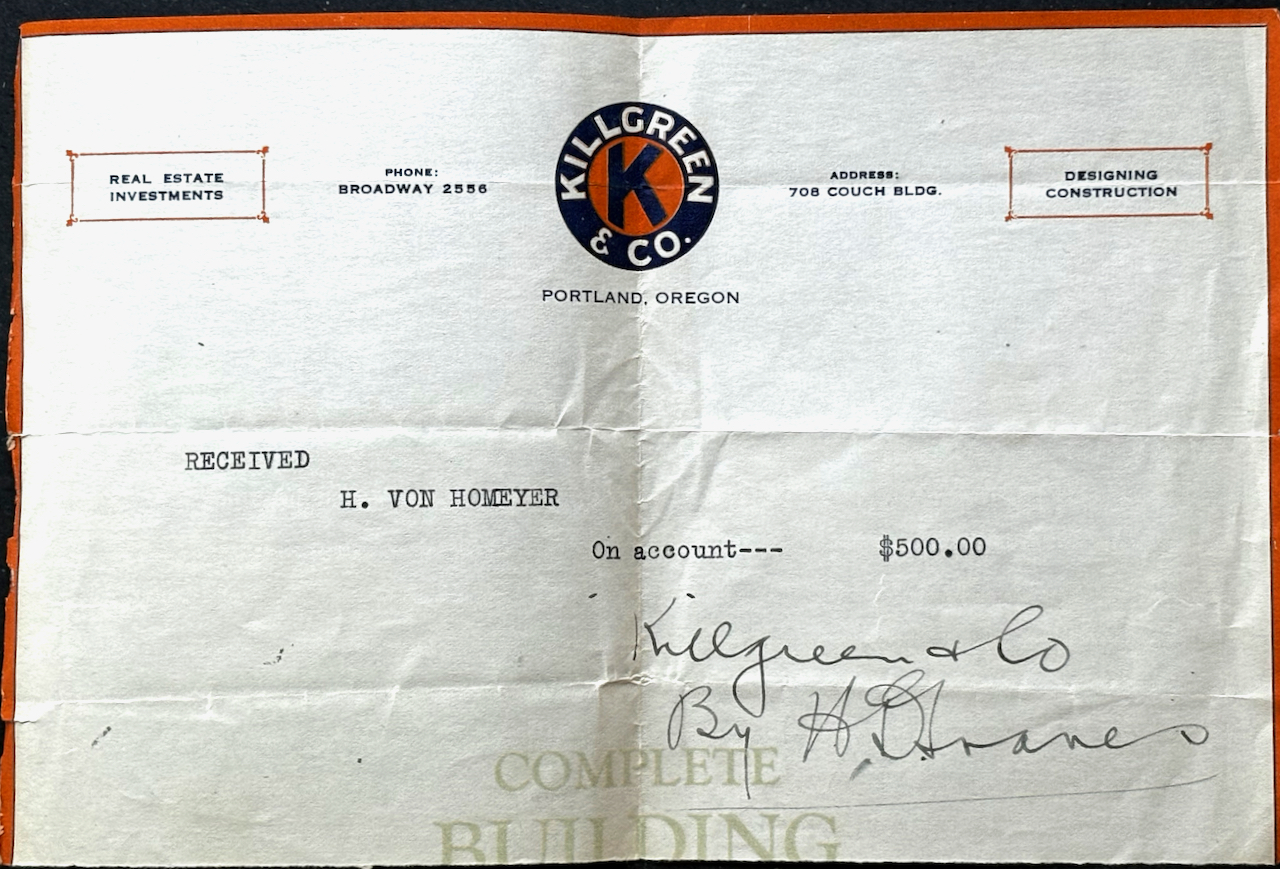 REAL ESTATE
INVESTMENTS
PHONE:
BROADWAY 2556
KILLGREEN
K
& CO.
ADDRESS:
708 COUCH BLDG.
DESIGNING
CONSTRUCTION
PORTLAND, OREGON
RECEIVED
H. VON HOMEYER
On account--- $500.00
Killgreen & Co
By H.
COMPLETE
BUILDING